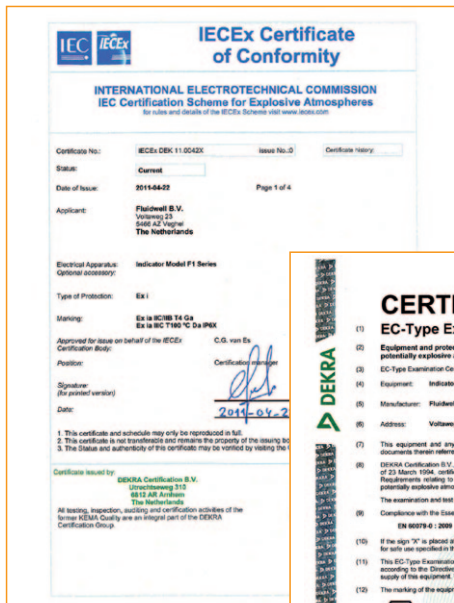 IEC IECEx
IECEx Certificate
of Conformity
INTERNATIONAL ELECTROTECHNICAL COMMISSION
IEC Certification Scheme for Explosive Atmospheres
for rules and details of the IECEx Scheme visit www.iecex.com
Certificate No.: IECEx DEK 11.0042X Issue No.:0 Certificate history:
Status: Current
Date of Issue: 2011-04-22 Page 1 of 4
Applicant: Fluidwell B.V.
Voltaweg 23
5466 AZ Veghel
The Netherlands
Electrical Apparatus: Indicator Model F1 Series
Optional accessory:
Type of Protection: Ex i
Marking: Ex ia IIC/IIB T4 Ga
Ex ia IIIC T100 °C Da IP6X
Approved for issue on behalf of the IECEx C.G. van Es
Certification Body:
Position: Certification manager
Signature:
(for printed version)
Date: 2011-04-2
1. This certificate and schedule may only be reproduced in full.
2. This certificate is not transferable and remains the property of the issuing bo
3. The Status and authenticity of this certificate may be verified by visiting the
Certificate issued by:
DEKRA Certification B.V.
Utrechtseweg 310
6812 AR Arnhem
The Netherlands
All testing, inspection, auditing and certification activities of the
former KEMA Quality are an integral part of the DEKRA
Certification Group.
DEKRA
CERTI
(1) EC-Type Ex
(2) Equipment and protec
potentially explosive a
(3) EC-Type Examination Ce
(4) Equipment: Indicato
(5) Manufacturer: Fluidwel
(6) Address: Voltawe
(7) This equipment and any
documents therein referre
(8) DEKRA Certification B.V.,
of 23 March 1994, certifie
Requirements relating to
potentially explosive atmo
The examination and test
(9) Compliance with the Esse
EN 60079-0 : 2009
(10) If the sign "X" is placed a
for safe use specified in th
(11) This EC-Type Examinatio
according to the Directive
supply of this equipment.
(12) The marking of the equipm